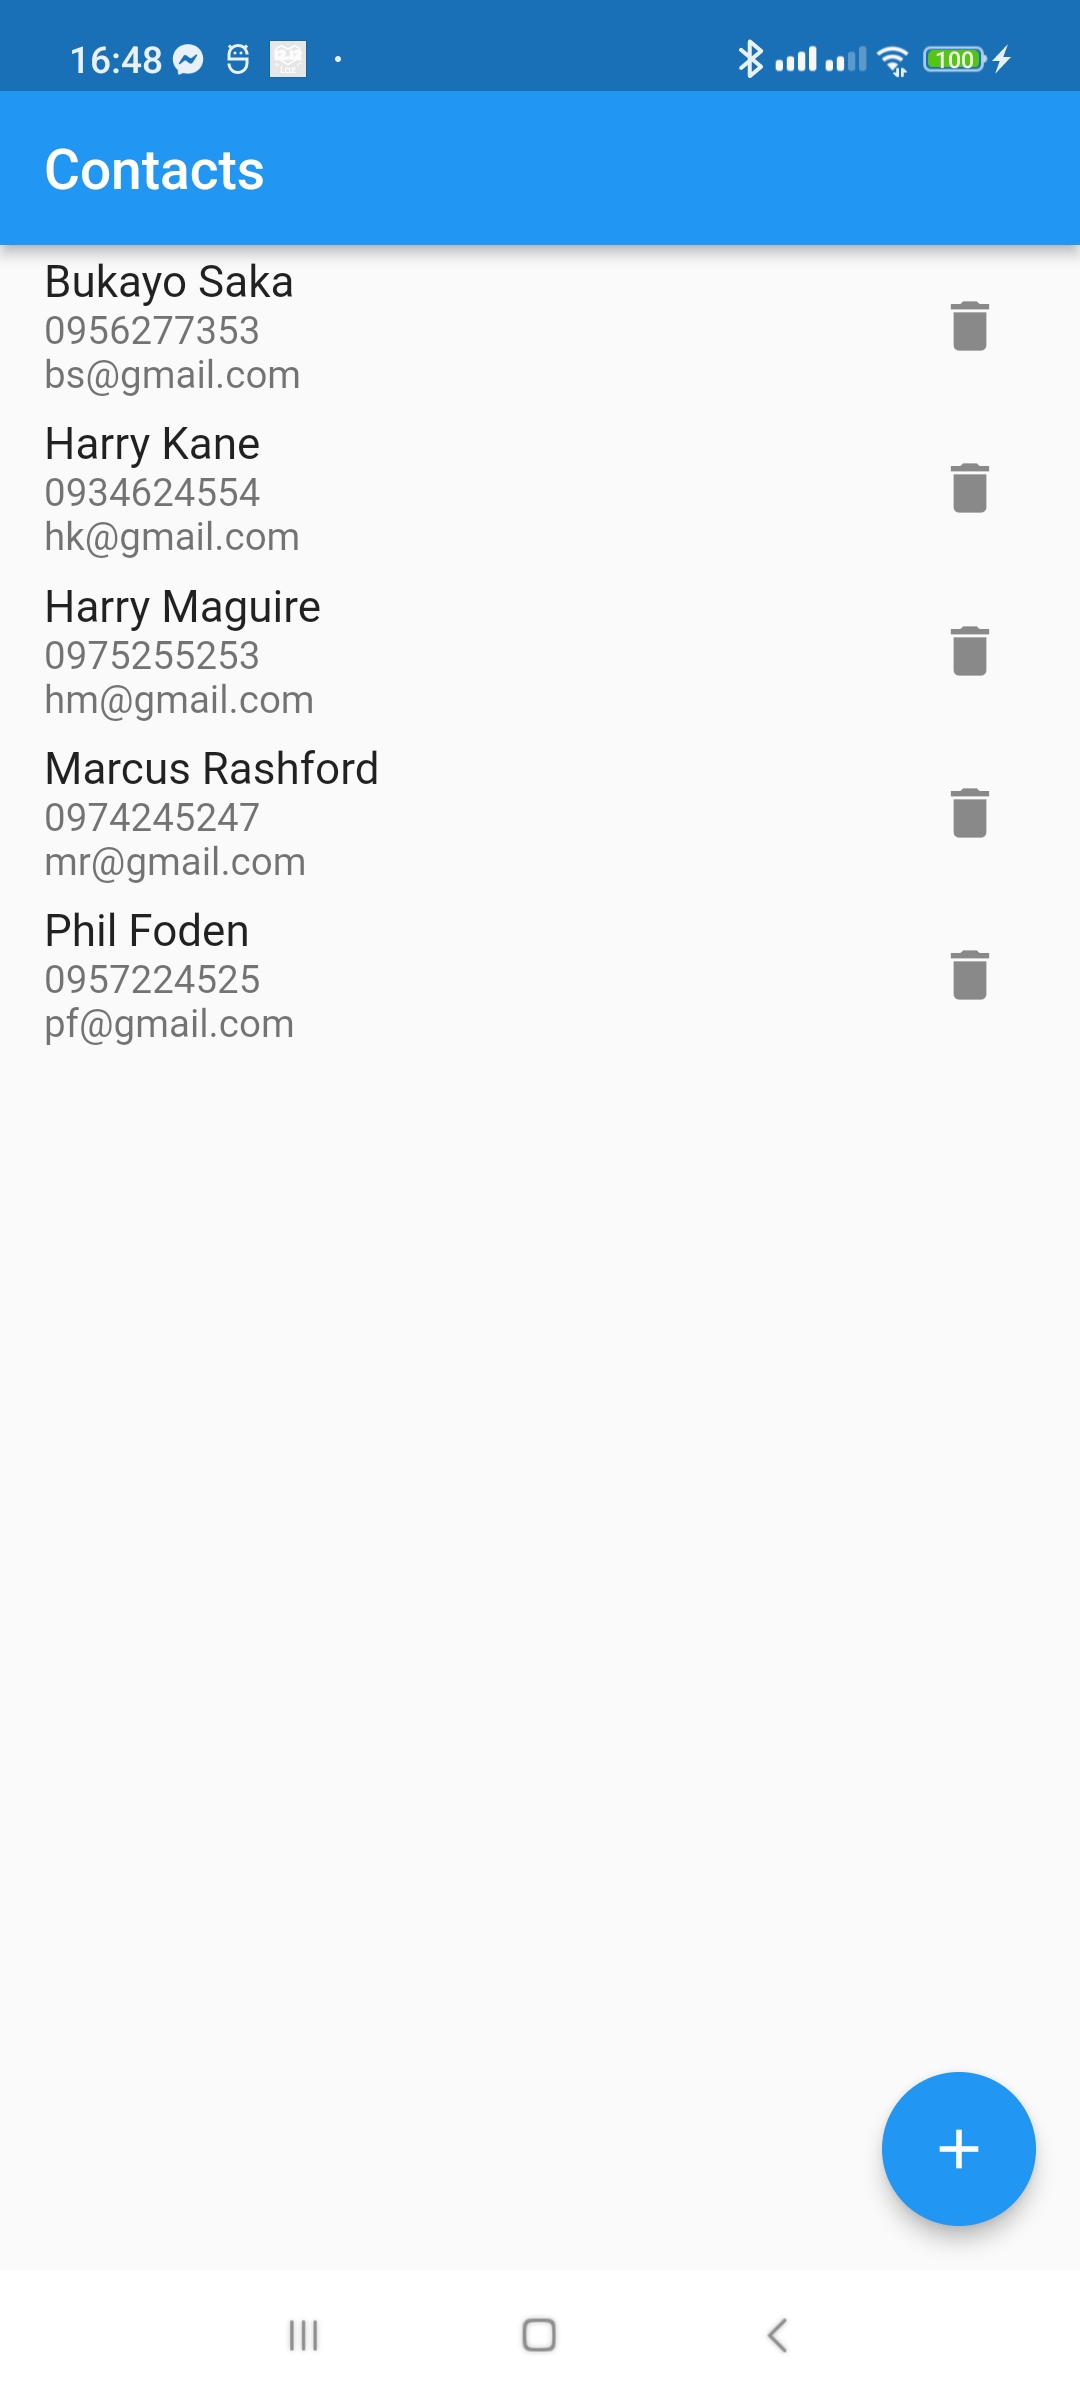 16:48
100
Contacts
Bukayo Saka
0956277353
bs@gmail.com
Harry Kane
0934624554
hk@gmail.com
Harry Maguire
0975255253
hm@gmail.com
Marcus Rashford
0974245247
mr@gmail.com
Phil Foden
0957224525
pf@gmail.com